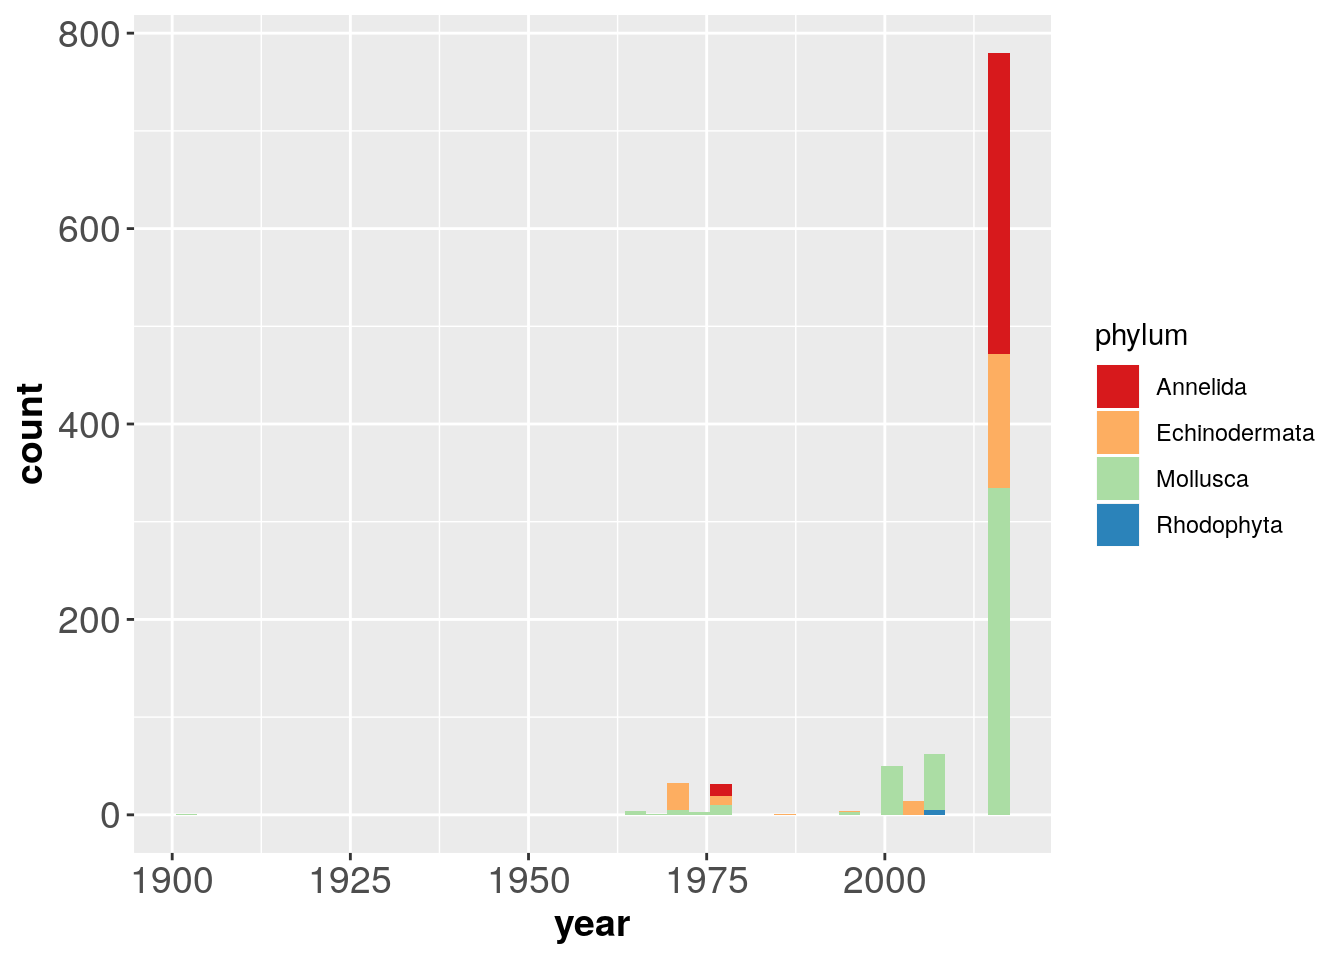 800
600
400
200
0
count
1900 1925 1950 1975 2000
year
phylum
Annelida
Echinodermata
Mollusca
Rhodophyta